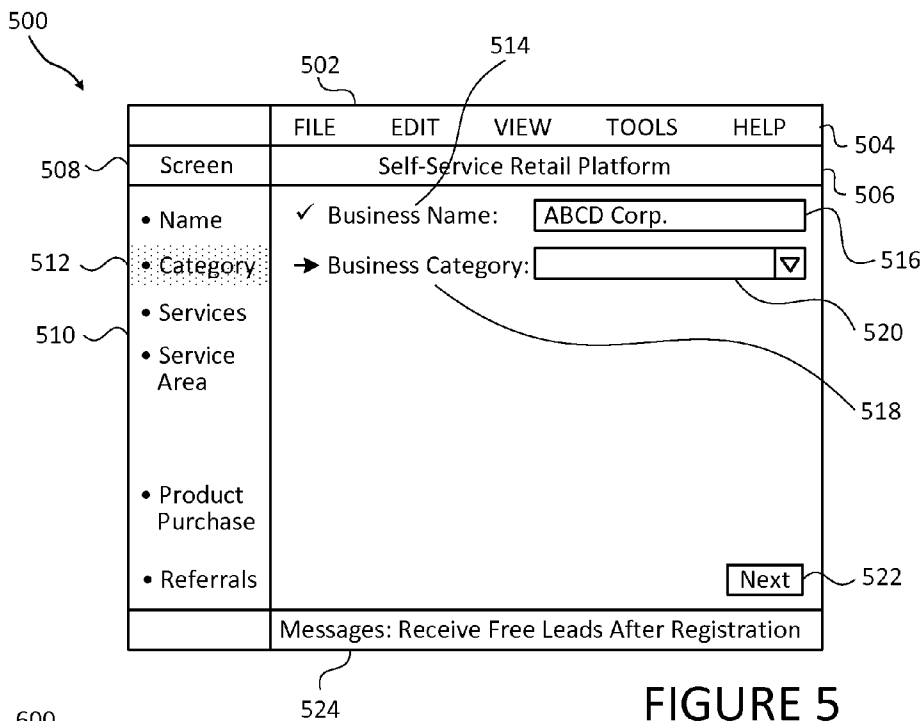 500
514
502
FILE EDIT VIEW TOOLS HELP
504
508
Screen
Self-Service Retail Platform
506
• Name
✓ Business Name: ABCD Corp.
516
512
• Category
→ Business Category:
520
510
• Services
• Service
Area
518
• Product
Purchase
• Referrals
Next
522
Messages: Receive Free Leads After Registration
524
FIGURE 5
600